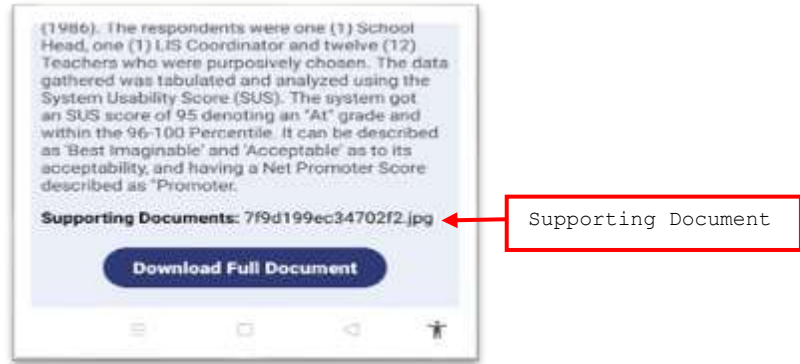 (1986). The respondents were one (1) School
Head, one (1) LIS Coordinator and twelve (12)
Teachers who were purposively chosen. The data
gathered was tabulated and analyzed using the
System Usability Score (SUS). The system got
an SUS score of 95 denoting an "At" grade and
within the 96-100 Percentile. It can be described
as 'Best Imaginable' and 'Acceptable' as to its
acceptability, and having a Net Promoter Score
described as "Promoter.
Supporting Documents: 7f9d199ec34702f2.jpg
Supporting Document
Download Full Document